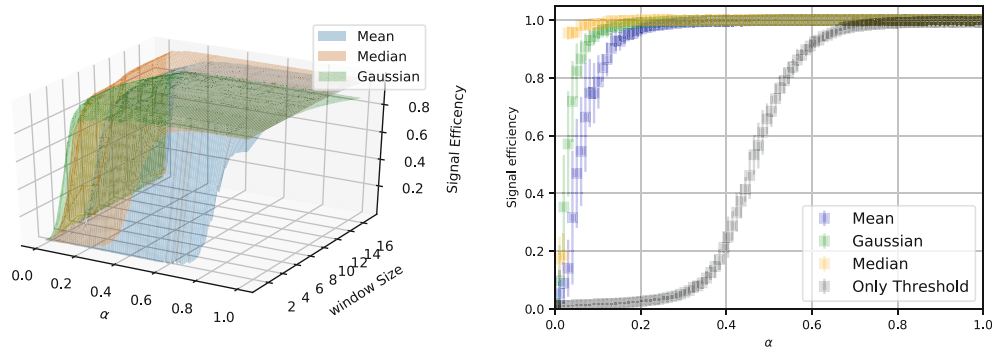 Mean
Median
Gaussian
0.8
0.6
0.4
0.2
Signal Efficency
0.0
0.2
0.4
0.6
0.8
1.0
α
2 4 6 8 10 12 14 16
window Size
1.0
0.8
0.6
0.4
0.2
0.0
Signal efficiency
Mean
Gaussian
Median
Only Threshold
0.0 0.2 0.4 0.6 0.8 1.0
α